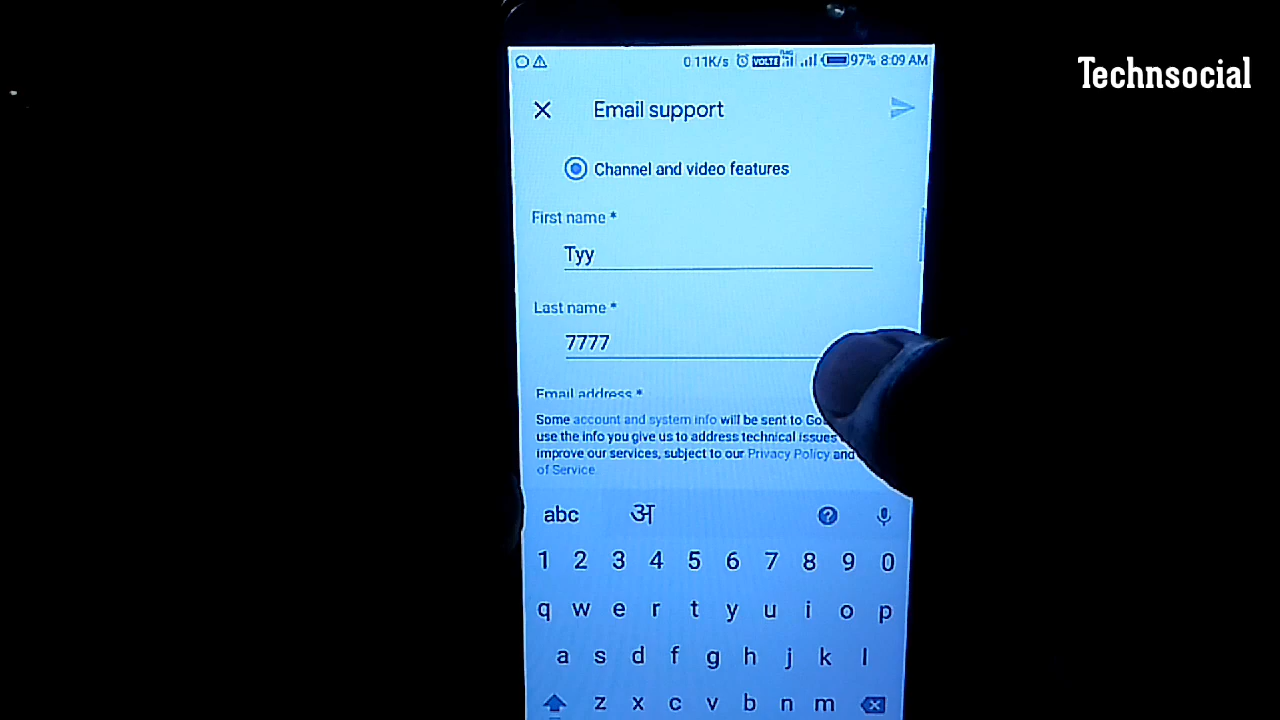 Technsocial
0.11K/s VOLTE 97% 8:09 AM
Email support
Channel and video features
First name *
Tyy
Last name *
7777
Email address *
Some account and system info will be sent to
use the info you give us to address technical issues
improve our services, subject to our Privacy Policy and
of Service.
abc अ
1 2 3 4 5 6 7 8 9 0
q w e r t y u i o p
a s d f g h j k l
z x c v b n m